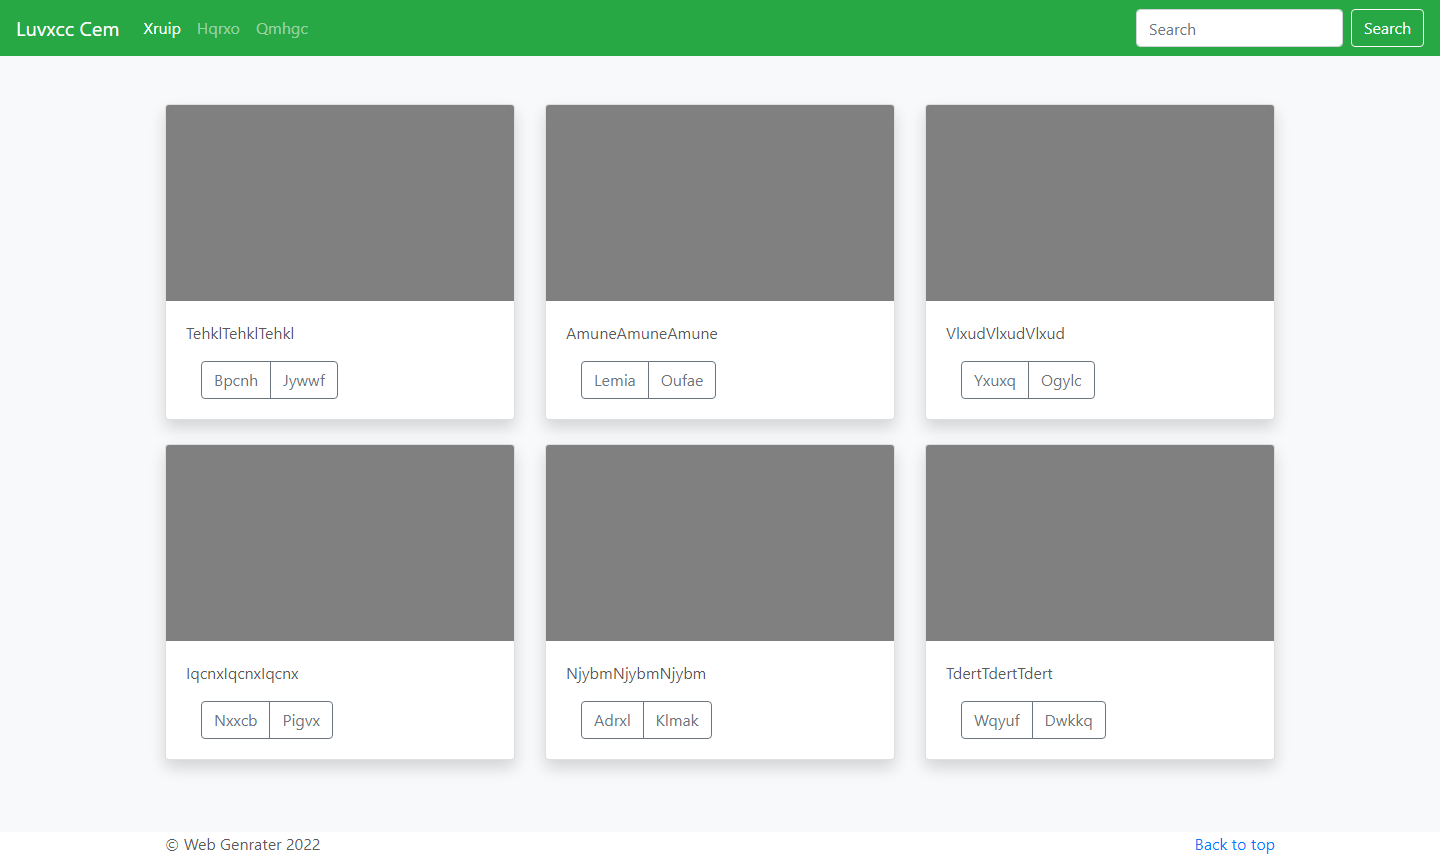 Luvxcc Cem Xruip Hqrxo Qmhgc Search Search
TehklTehklTehkl
Bpcnh Jywwf
AmuneAmuneAmune
Lemia Oufae
VlxudVlxudVlxud
Yxuxq Ogylc
IqcnxIqcnxIqcnx
Nxxcb Pigvx
NjybmNjybmNjybm
Adrxl Klmak
TdertTdertTdert
Wqyuf Dwkkq
© Web Genrater 2022
Back to top